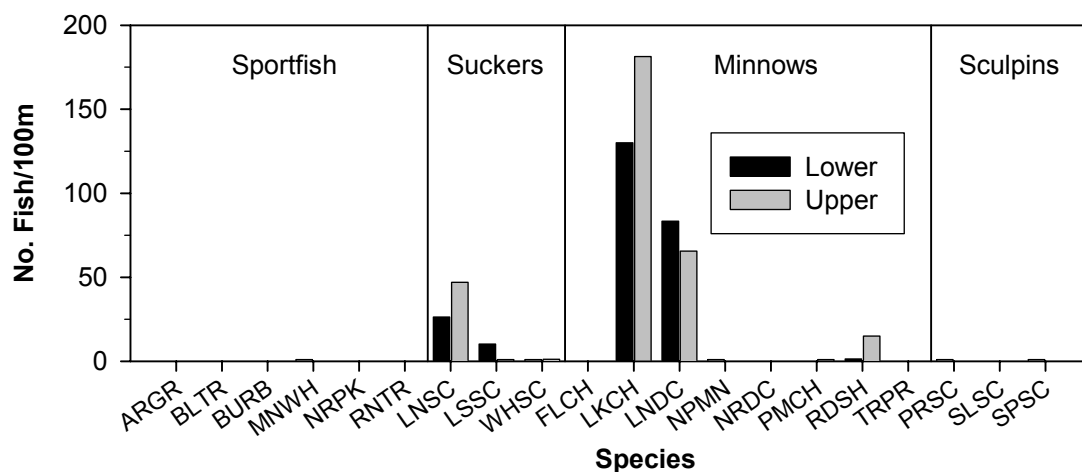 200
Sportfish Suckers Minnows Sculpins
150
No. Fish/100m
Lower
100
Upper
50
0
ARGR BLTR BURB MNWH NRPK RNTR LNSC LSSC WHSC FLCH LKCH LNDC NPMN NRDC PMCH RDSH TRPR PRSC SLSC SPSC
Species